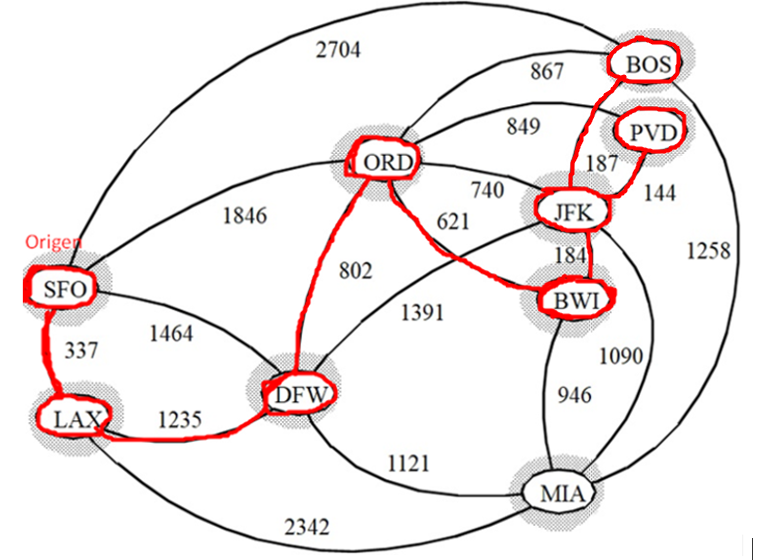 2704
BOS
867
849
PVD
ORD
187
740
144
1846
JFK
621
Origen
184
1258
802
SFO
BWI
1391
1464
337
1090
DFW
946
LAX
1235
1121
MIA
2342